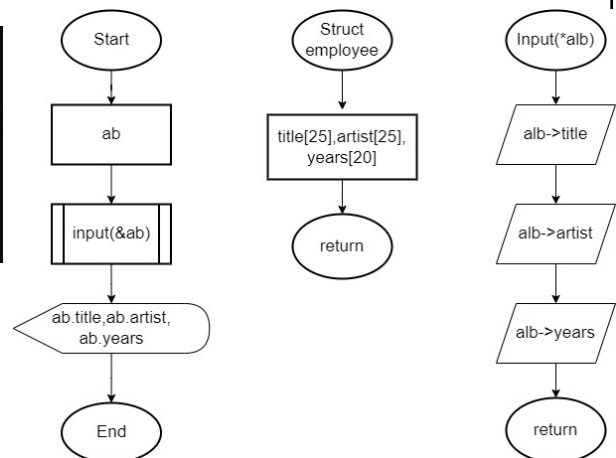 Start
ab
input(&ab)
ab.title,ab.artist,
ab.years
End
Struct
employee
title[25],artist[25],
years[20]
return
Input(*alb)
alb->title
alb->artist
alb->years
return